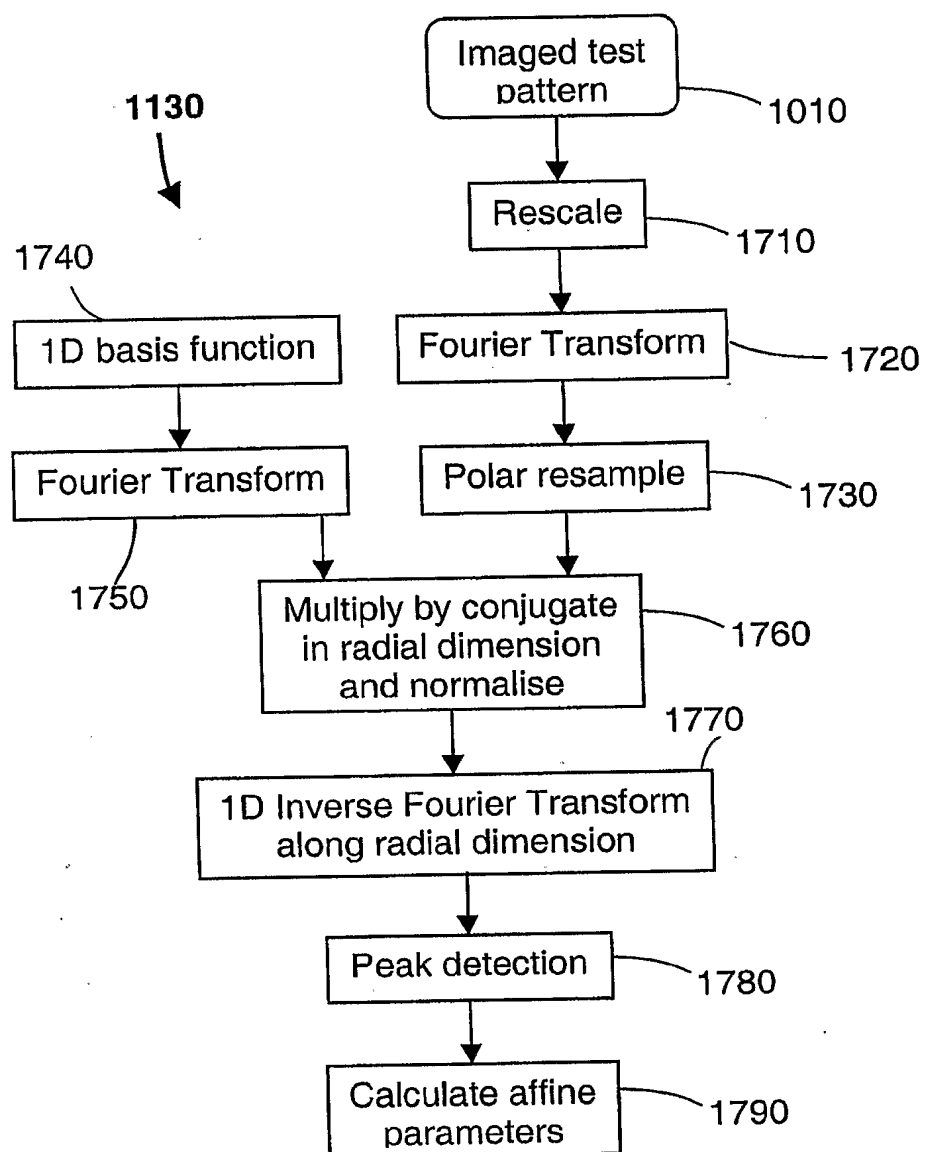 Imaged test
pattern
1010
1130
Rescale
1710
1740
1D basis function
Fourier Transform
1720
Fourier Transform
1750
Polar resample
1730
Multiply by conjugate
in radial dimension
and normalise
1760
1770
1D Inverse Fourier Transform
along radial dimension
Peak detection
1780
Calculate affine
parameters
1790